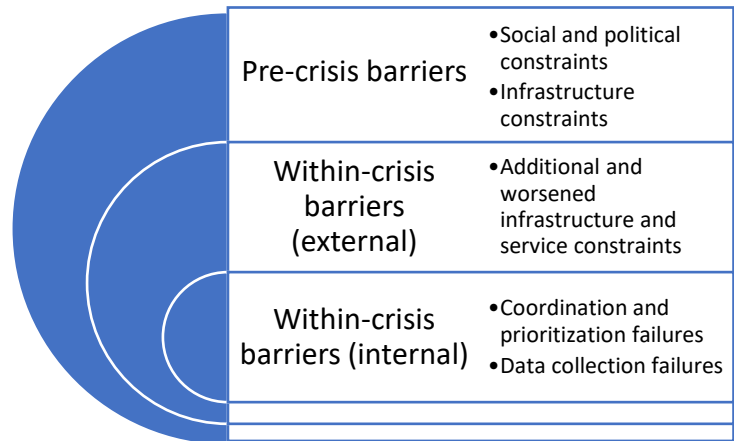 Pre-crisis barriers
•Social and political
constraints
•Infrastructure
constraints
Within-crisis
barriers
(external)
•Additional and
worsened
infrastructure and
service constraints
Within-crisis
barriers (internal)
•Coordination and
prioritization failures
•Data collection failures